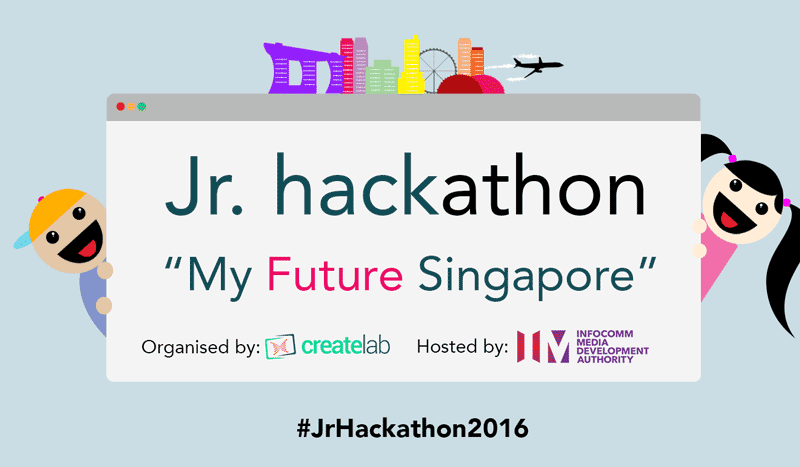 Jr. hackathon
“My Future Singapore”
Organised by: createlab Hosted by: INFOCOMM
MEDIA
DEVELOPMENT
AUTHORITY
#JrHackathon2016